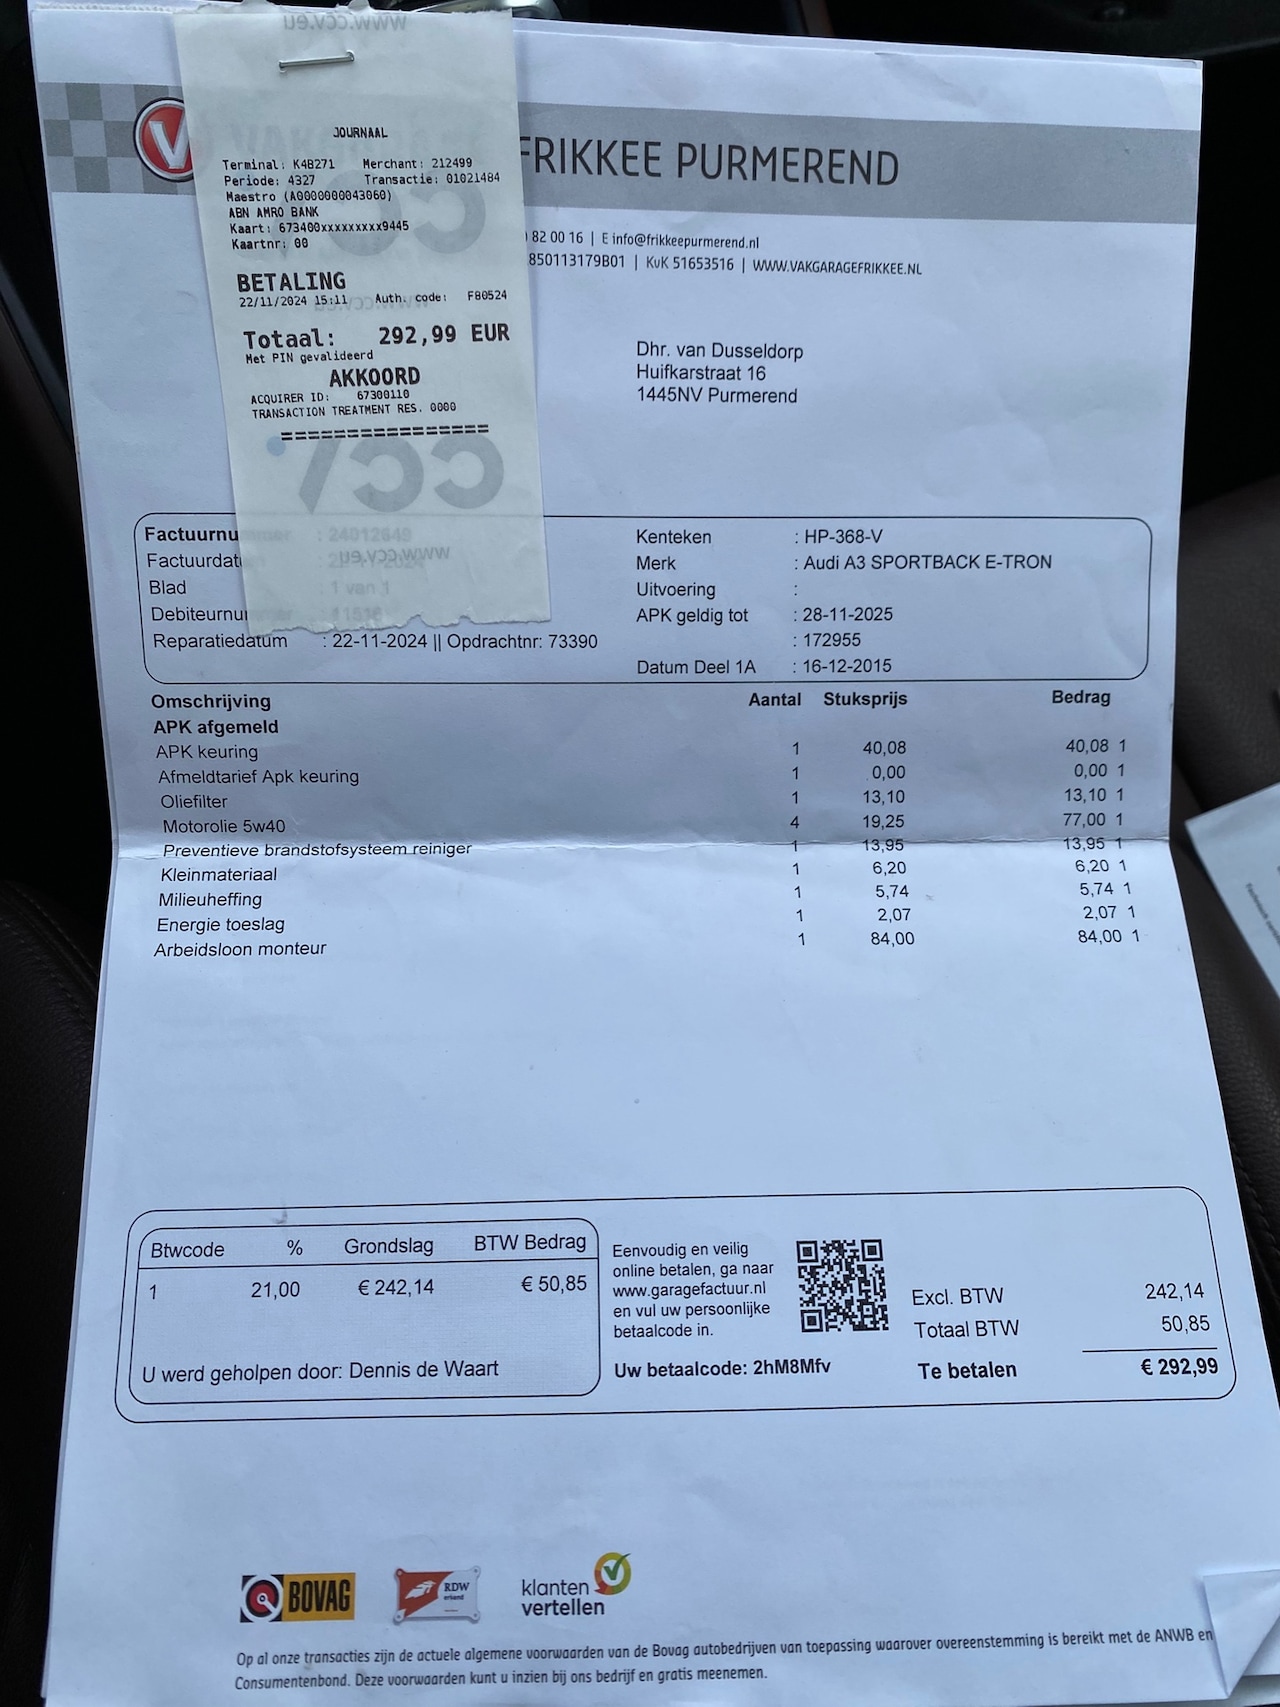 www.ccv.eu
JOURNAAL
Terminal: K4B271 Merchant: 212499
Periode: 4327 Transactie: 01021484
Maestro (A0000000043060)
ABN AMRO BANK
Kaart: 673400xxxxxxxxx9445
Kaartnr: 00
BETALING
22/11/2024 15:11 Auth. code: F80524
Totaal: 292,99 EUR
Met PIN gevalideerd
AKKOORD
ACQUIRER ID: 67300110
TRANSACTION TREATMENT RES. 0000
================
ccv
www.ccv.eu
V
FRIKKEE PURMEREND
82 00 16 | E info@frikkeepurmerend.nl
850113179B01 | KvK 51653516 | WWW.VAKGARAGEFRIKKEE.NL
Dhr. van Dusseldorp
Huifkarstraat 16
1445NV Purmerend
Factuurnummer : 24012649
Factuurdat
Blad : 1 van 1
Debiteurnu
Reparatiedatum : 22-11-2024 || Opdrachtnr: 73390
Kenteken : HP-368-V
Merk : Audi A3 SPORTBACK E-TRON
Uitvoering :
APK geldig tot : 28-11-2025
: 172955
Datum Deel 1A : 16-12-2015
Omschrijving Aantal Stuksprijs Bedrag
APK afgemeld
APK keuring 1 40,08 40,08 1
Afmeldtarief Apk keuring 1 0,00 0,00 1
Oliefilter 1 13,10 13,10 1
Motorolie 5w40 4 19,25 77,00 1
Preventieve brandstofsysteem reiniger 1 13,95 13,95 1
Kleinmateriaal 1 6,20 6,20 1
Milieuheffing 1 5,74 5,74 1
Energie toeslag 1 2,07 2,07 1
Arbeidsloon monteur 1 84,00 84,00 1
Btwcode % Grondslag BTW Bedrag
1 21,00 € 242,14 € 50,85
U werd geholpen door: Dennis de Waart
Eenvoudig en veilig
online betalen, ga naar
www.garagefactuur.nl
en vul uw persoonlijke
betaalcode in.
Uw betaalcode: 2hM8Mfv
Excl. BTW 242,14
Totaal BTW 50,85
Te betalen € 292,99
BOVAG
RDW
erkend
klanten
vertellen
Op al onze transacties zijn de actuele algemene voorwaarden van de Bovag autobedrijven van toepassing waarover overeenstemming is bereikt met de ANWB en
Consumentenbond. Deze voorwaarden kunt u inzien bij ons bedrijf en gratis meenemen.